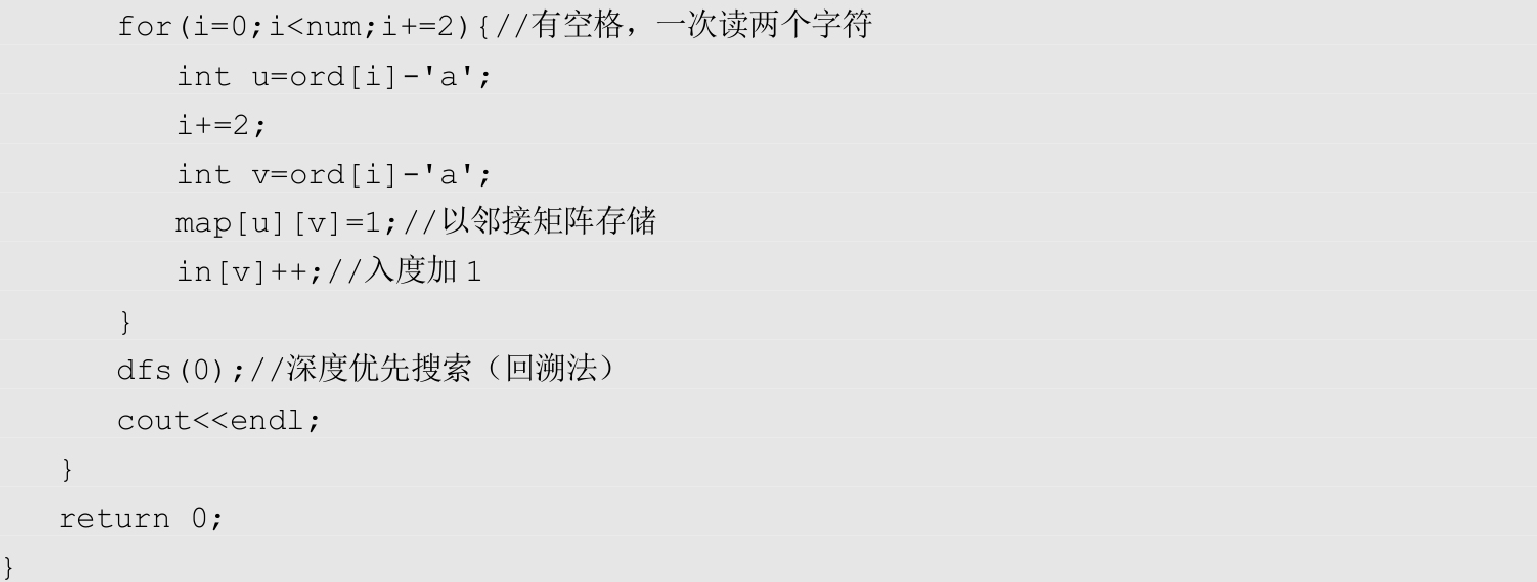 for(i=0;i<num;i+=2){//有空格，一次读两个字符
int u=ord[i]-'a';
i+=2;
int v=ord[i]-'a';
map[u][v]=1;//以邻接矩阵存储
in[v]++;//入度加1
}
dfs(0);//深度优先搜索（回溯法）
cout<<endl;
}
return 0;
}